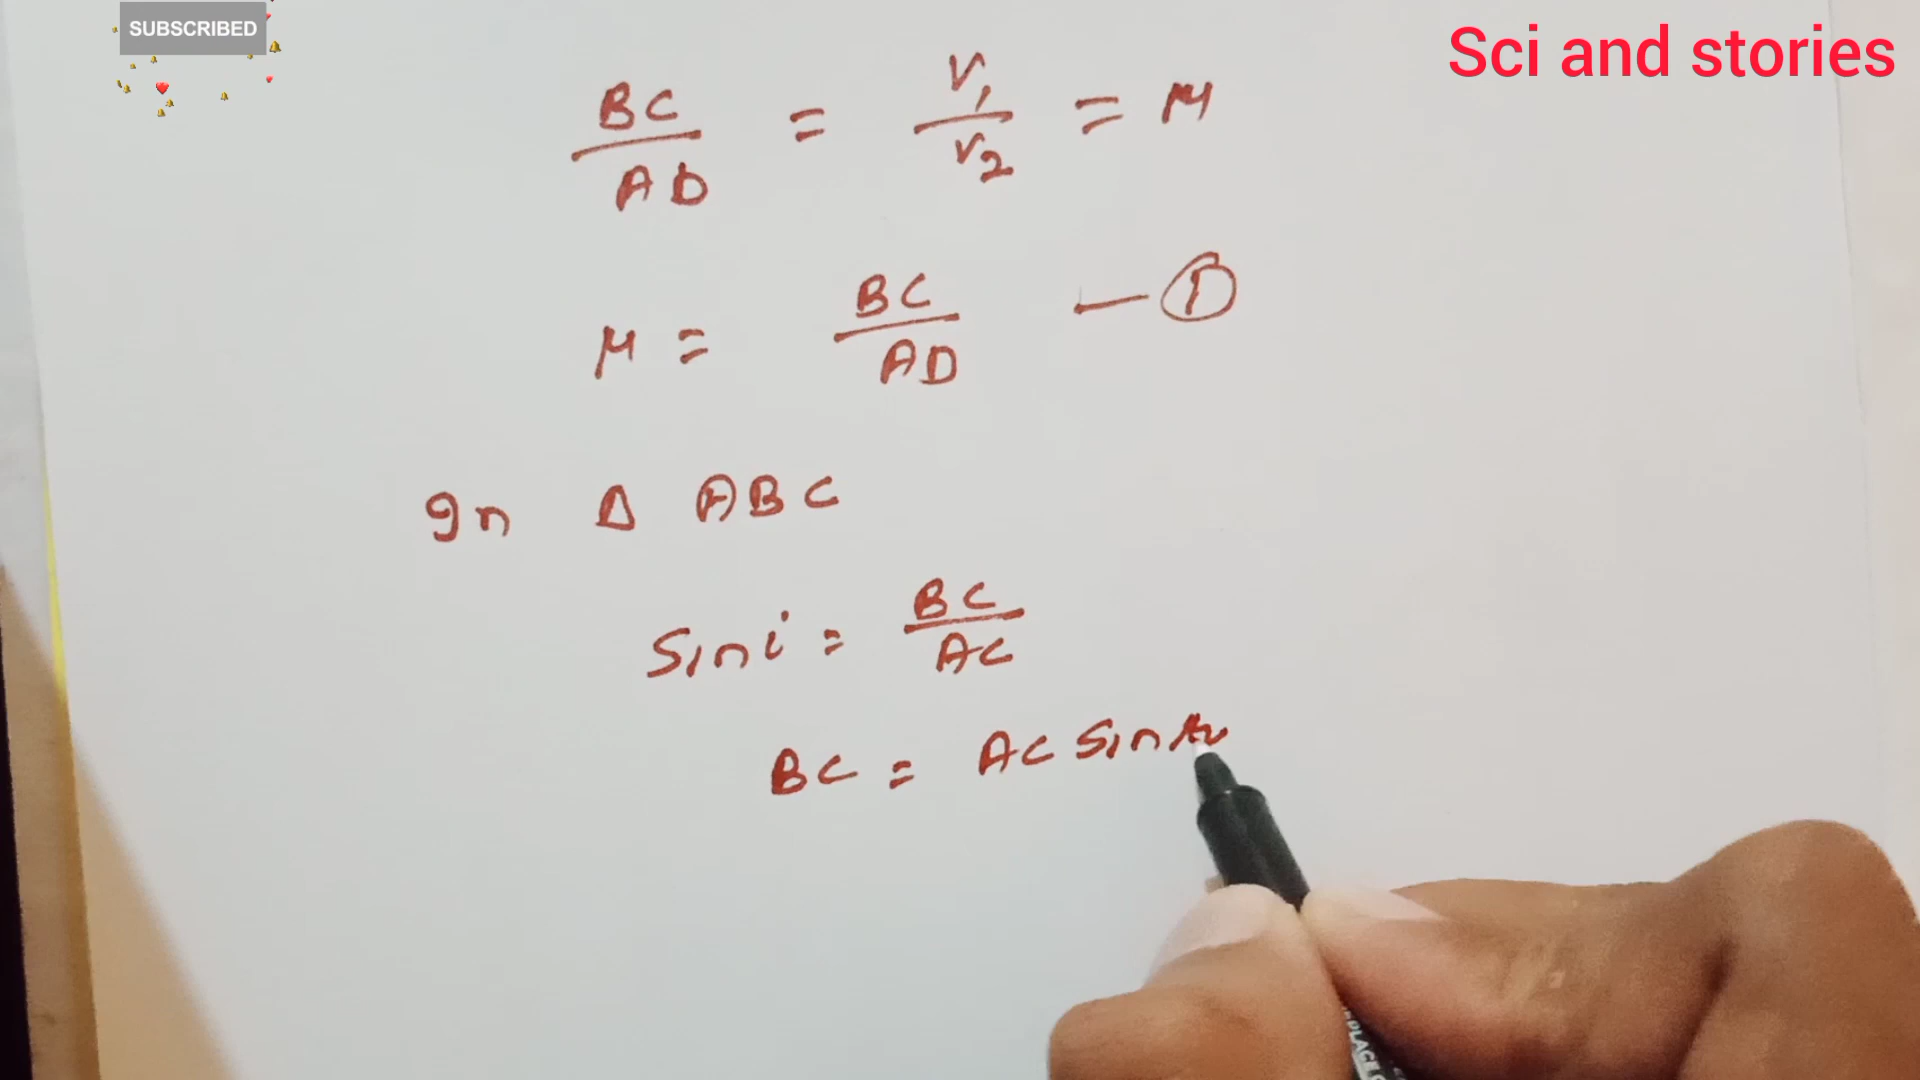 SUBSCRIBED
Sci and stories
BC/AD = V1/V2 = μ
μ = BC/AD — ①
In Δ ABC
Sin i = BC/AC
BC = AC Sin